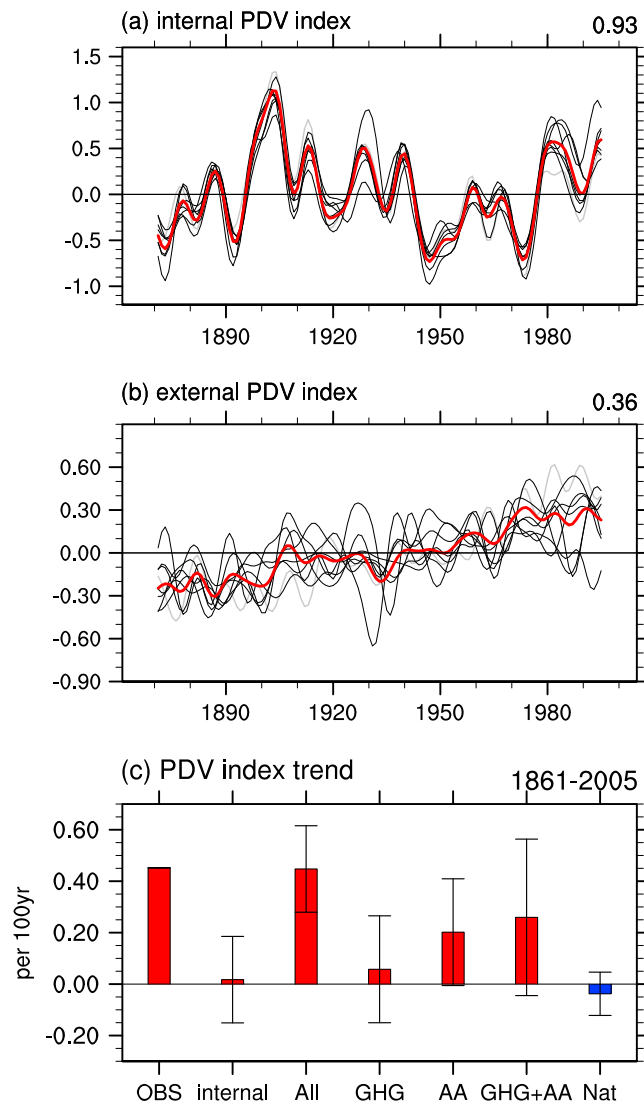 (a) internal PDV index 0.93
1.5
1.0
0.5
0.0
-0.5
-1.0
1890 1920 1950 1980
(b) external PDV index 0.36
0.60
0.30
0.00
-0.30
-0.60
-0.90
1890 1920 1950 1980
(c) PDV index trend 1861-2005
per 100yr
0.60
0.40
0.20
0.00
-0.20
OBS internal All GHG AA GHG+AA Nat